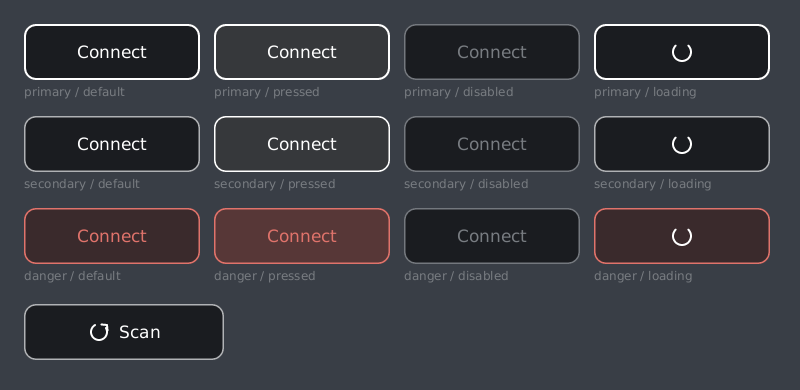 Connect Connect Connect
primary / default primary / pressed primary / disabled primary / loading
Connect Connect Connect
secondary / default secondary / pressed secondary / disabled secondary / loading
Connect Connect Connect
danger / default danger / pressed danger / disabled danger / loading
Scan